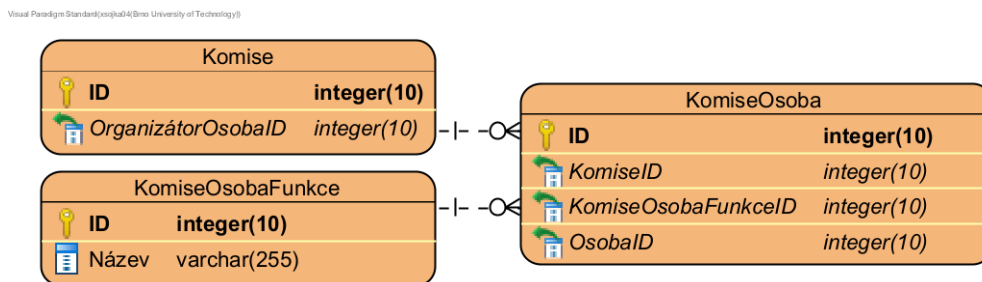 Visual Paradigm Standard(xsojka04(Brno University of Technology))
Komise
ID integer(10)
OrganizátorOsobaID integer(10)
KomiseOsobaFunkce
ID integer(10)
Název varchar(255)
KomiseOsoba
ID integer(10)
KomiseID integer(10)
KomiseOsobaFunkceID integer(10)
OsobaID integer(10)